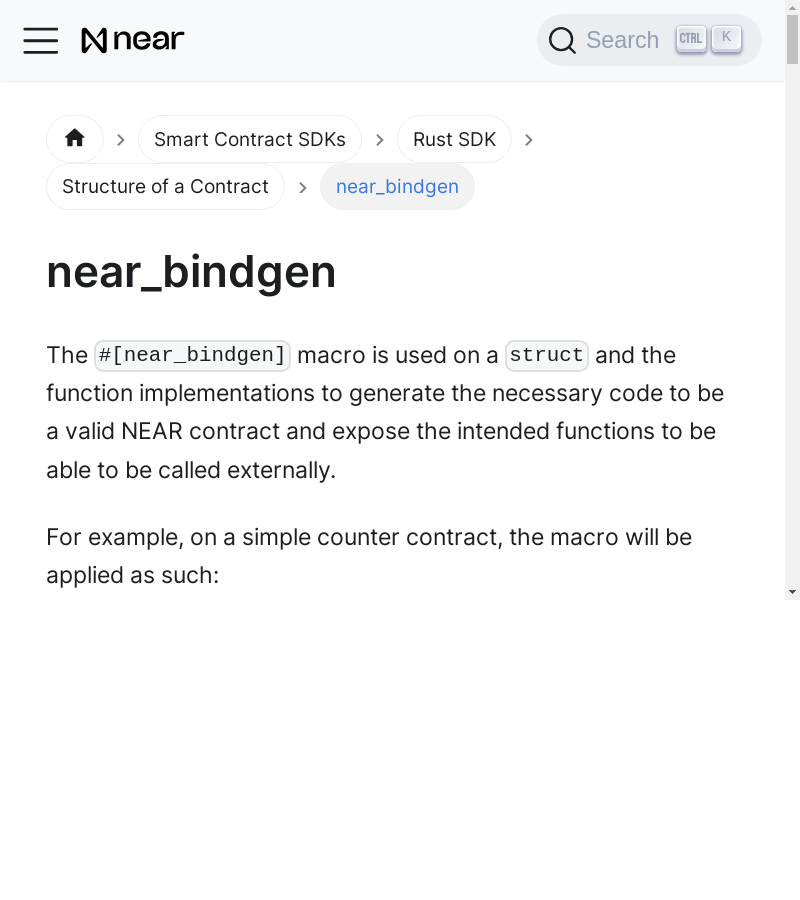 near
Search CTRL K
Smart Contract SDKs › Rust SDK ›
Structure of a Contract › near_bindgen
near_bindgen
The #[near_bindgen] macro is used on a struct and the
function implementations to generate the necessary code to be
a valid NEAR contract and expose the intended functions to be
able to be called externally.
For example, on a simple counter contract, the macro will be
applied as such: